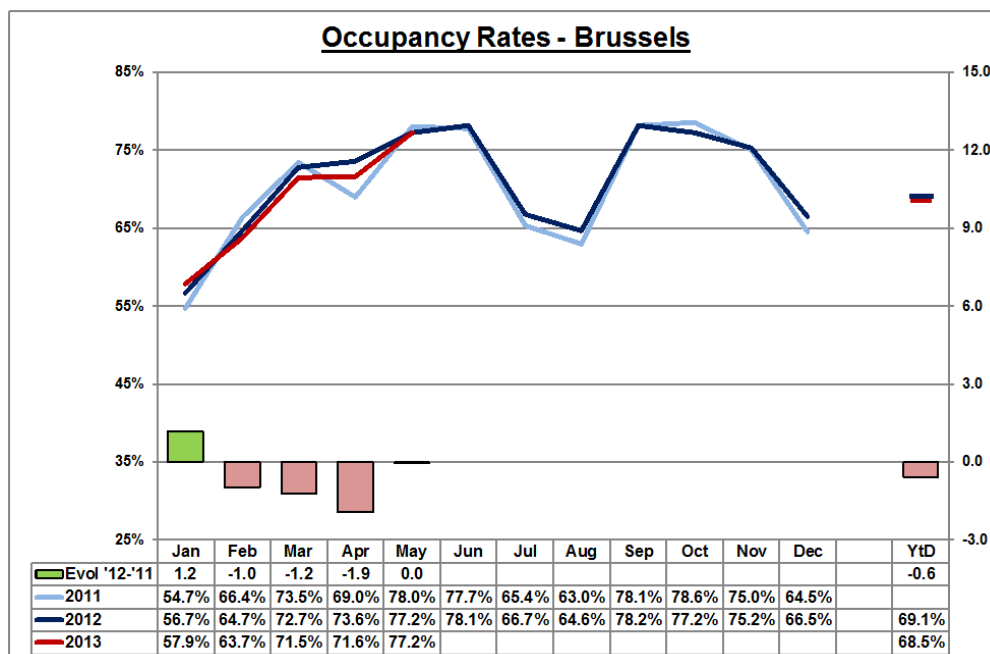 Occupancy Rates - Brussels
85% 15.0
75% 12.0
65% 9.0
55% 6.0
45% 3.0
35% 0.0
25% -3.0
Jan Feb Mar Apr May Jun Jul Aug Sep Oct Nov Dec YtD
Evol '12-'11 1.2 -1.0 -1.2 -1.9 0.0 -0.6
2011 54.7% 66.4% 73.5% 69.0% 78.0% 77.7% 65.4% 63.0% 78.1% 78.6% 75.0% 64.5%
2012 56.7% 64.7% 72.7% 73.6% 77.2% 78.1% 66.7% 64.6% 78.2% 77.2% 75.2% 66.5% 69.1%
2013 57.9% 63.7% 71.5% 71.6% 77.2% 68.5%